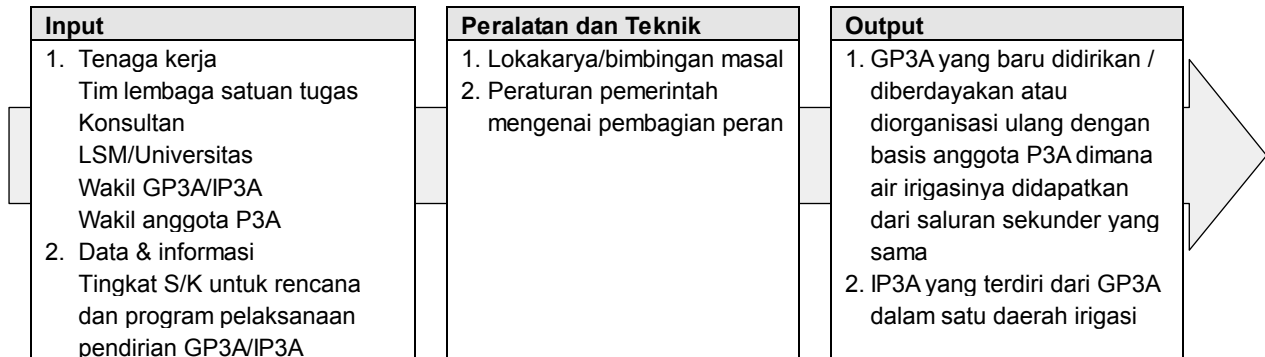 Input
1. Tenaga kerja
Tim lembaga satuan tugas
Konsultan
LSM/Universitas
Wakil GP3A/IP3A
Wakil anggota P3A
2. Data & informasi
Tingkat S/K untuk rencana
dan program pelaksanaan
pendirian GP3A/IP3A
Peralatan dan Teknik
1. Lokakarya/bimbingan masal
2. Peraturan pemerintah
mengenai pembagian peran
Output
1. GP3A yang baru didirikan /
diberdayakan atau
diorganisasi ulang dengan
basis anggota P3A dimana
air irigasinya didapatkan
dari saluran sekunder yang
sama
2. IP3A yang terdiri dari GP3A
dalam satu daerah irigasi